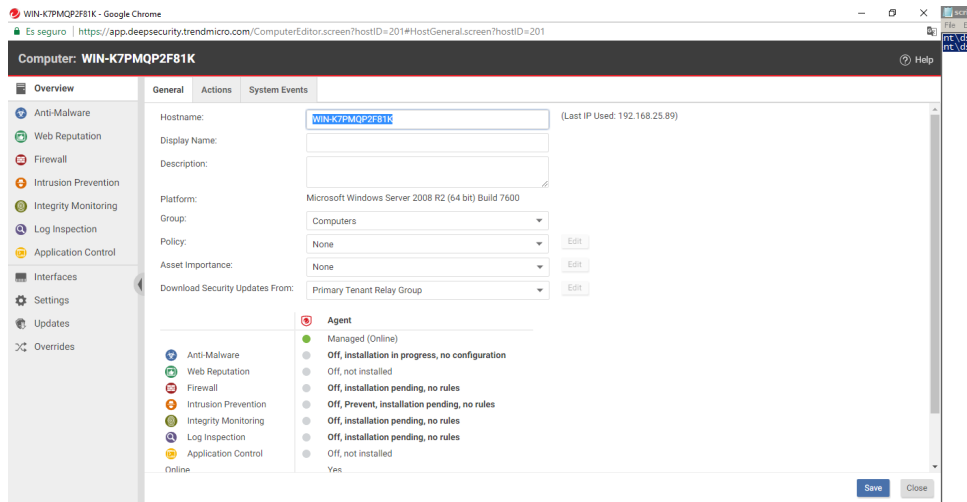 WIN-K7PMQP2F81K - Google Chrome
Es seguro | https://app.deepsecurity.trendmicro.com/ComputerEditor.screen?hostID=201#HostGeneral.screen?hostID=201
Computer: WIN-K7PMQP2F81K
Help
Overview
Anti-Malware
Web Reputation
Firewall
Intrusion Prevention
Integrity Monitoring
Log Inspection
Application Control
Interfaces
Settings
Updates
Overrides
General Actions System Events
Hostname: WIN-K7PMQP2F81K (Last IP Used: 192.168.25.89)
Display Name:
Description:
Platform: Microsoft Windows Server 2008 R2 (64 bit) Build 7600
Group: Computers
Policy: None Edit
Asset Importance: None Edit
Download Security Updates From: Primary Tenant Relay Group Edit
Agent
Managed (Online)
Anti-Malware Off, installation in progress, no configuration
Web Reputation Off, not installed
Firewall Off, installation pending, no rules
Intrusion Prevention Off, Prevent, installation pending, no rules
Integrity Monitoring Off, installation pending, no rules
Log Inspection Off, installation pending, no rules
Application Control Off, not installed
Online Yes
Save Close
scr
File E
nt\d
nt\d